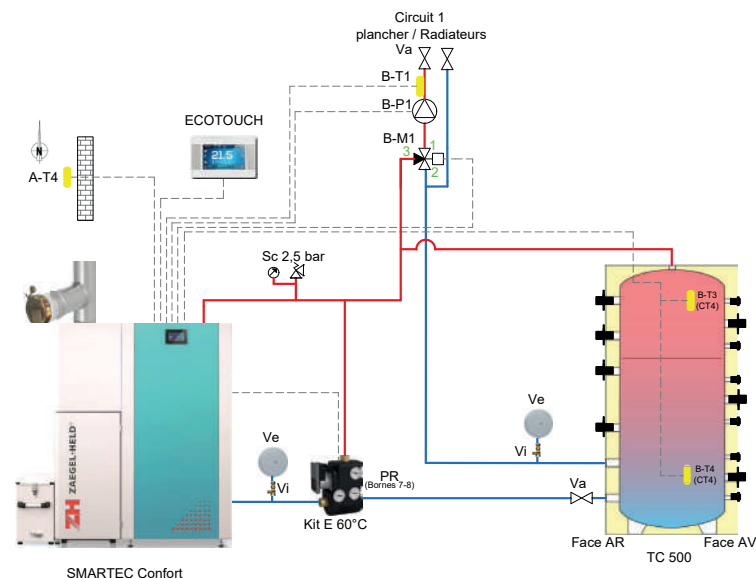 Circuit 1
plancher / Radiateurs
Va
B-T1
B-P1
B-M1
1
3
2
ECOTOUCH
21.5
N
A-T4
Sc 2,5 bar
B-T3
(CT4)
ZAEGEL-HELD®
ZH
Ve
Vi
Ve
Vi
PR
(Bornes 7-8)
Va
B-T4
(CT4)
Kit E 60°C
Face AR
Face AV
TC 500
SMARTEC Confort